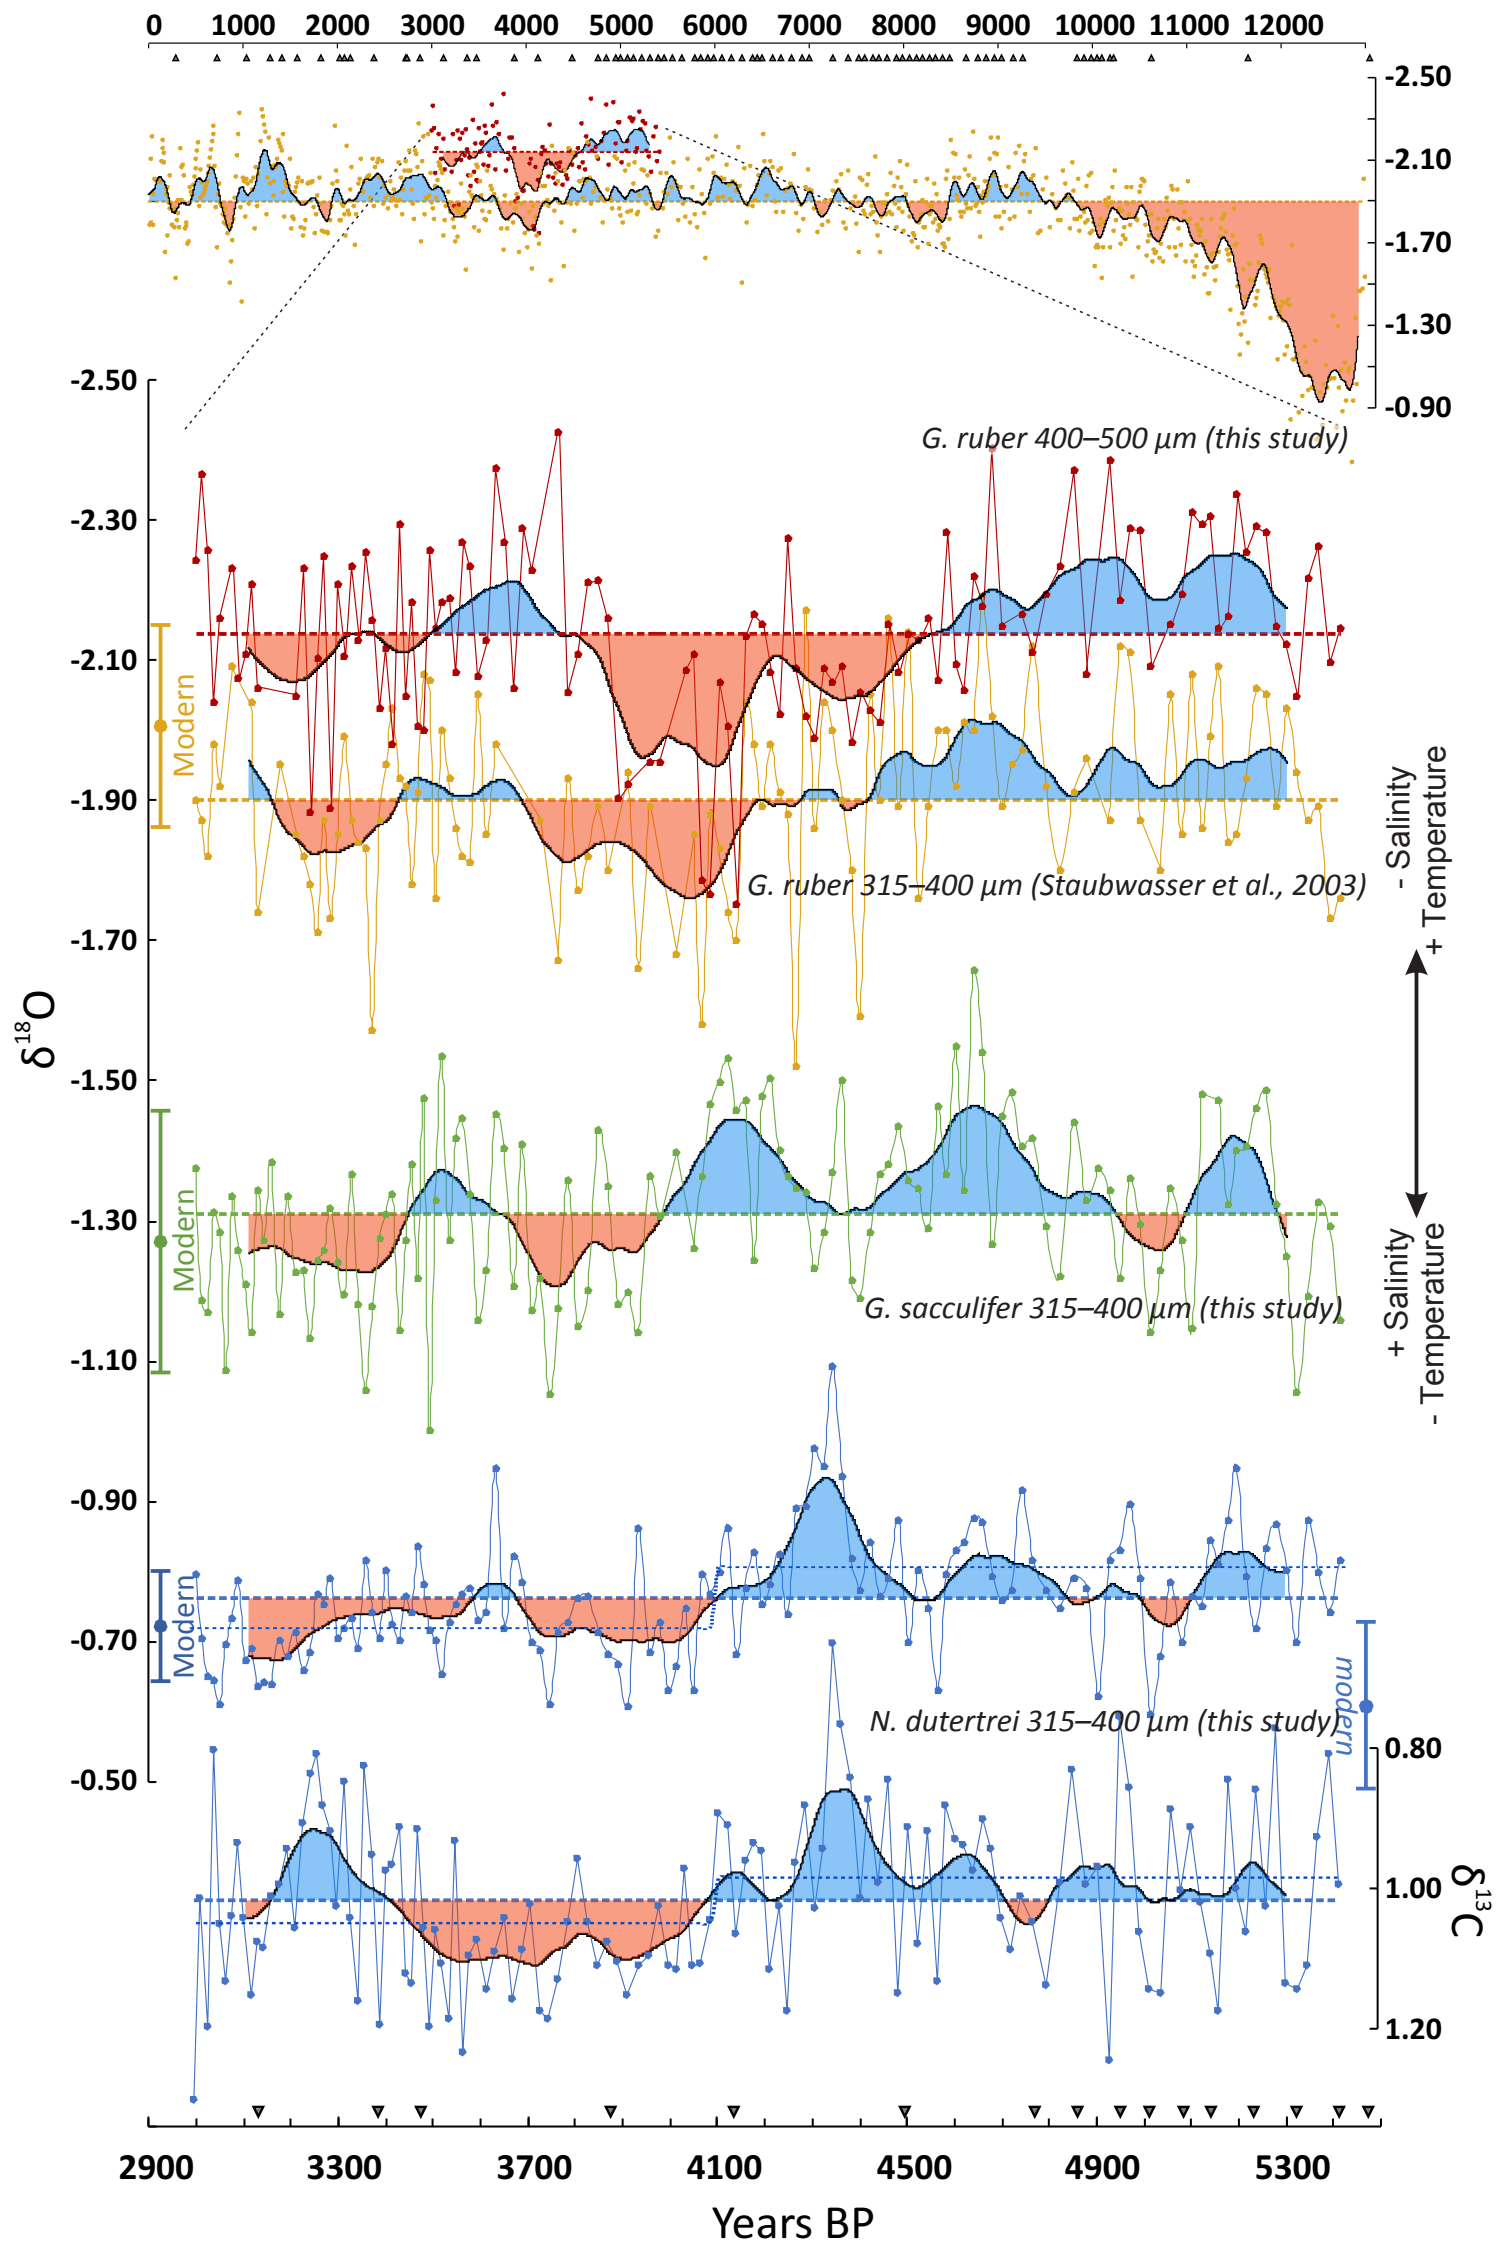 0 1000 2000 3000 4000 5000 6000 7000 8000 9000 10000 11000 12000
-2.50
-2.10
-1.70
-1.30
-0.90
-2.50
G. ruber 400–500 µm (this study)
-2.30
-2.10
Modern
-1.90
G. ruber 315–400 µm (Staubwasser et al., 2003)
- Salinity
+ Temperature
-1.70
δ18O
-1.50
Modern
-1.30
+ Salinity
- Temperature
G. sacculifer 315–400 µm (this study)
-1.10
-0.90
Modern
-0.70
modern
N. dutertrei 315–400 µm (this study)
0.80
-0.50
1.00
δ13C
1.20
2900 3300 3700 4100 4500 4900 5300
Years BP